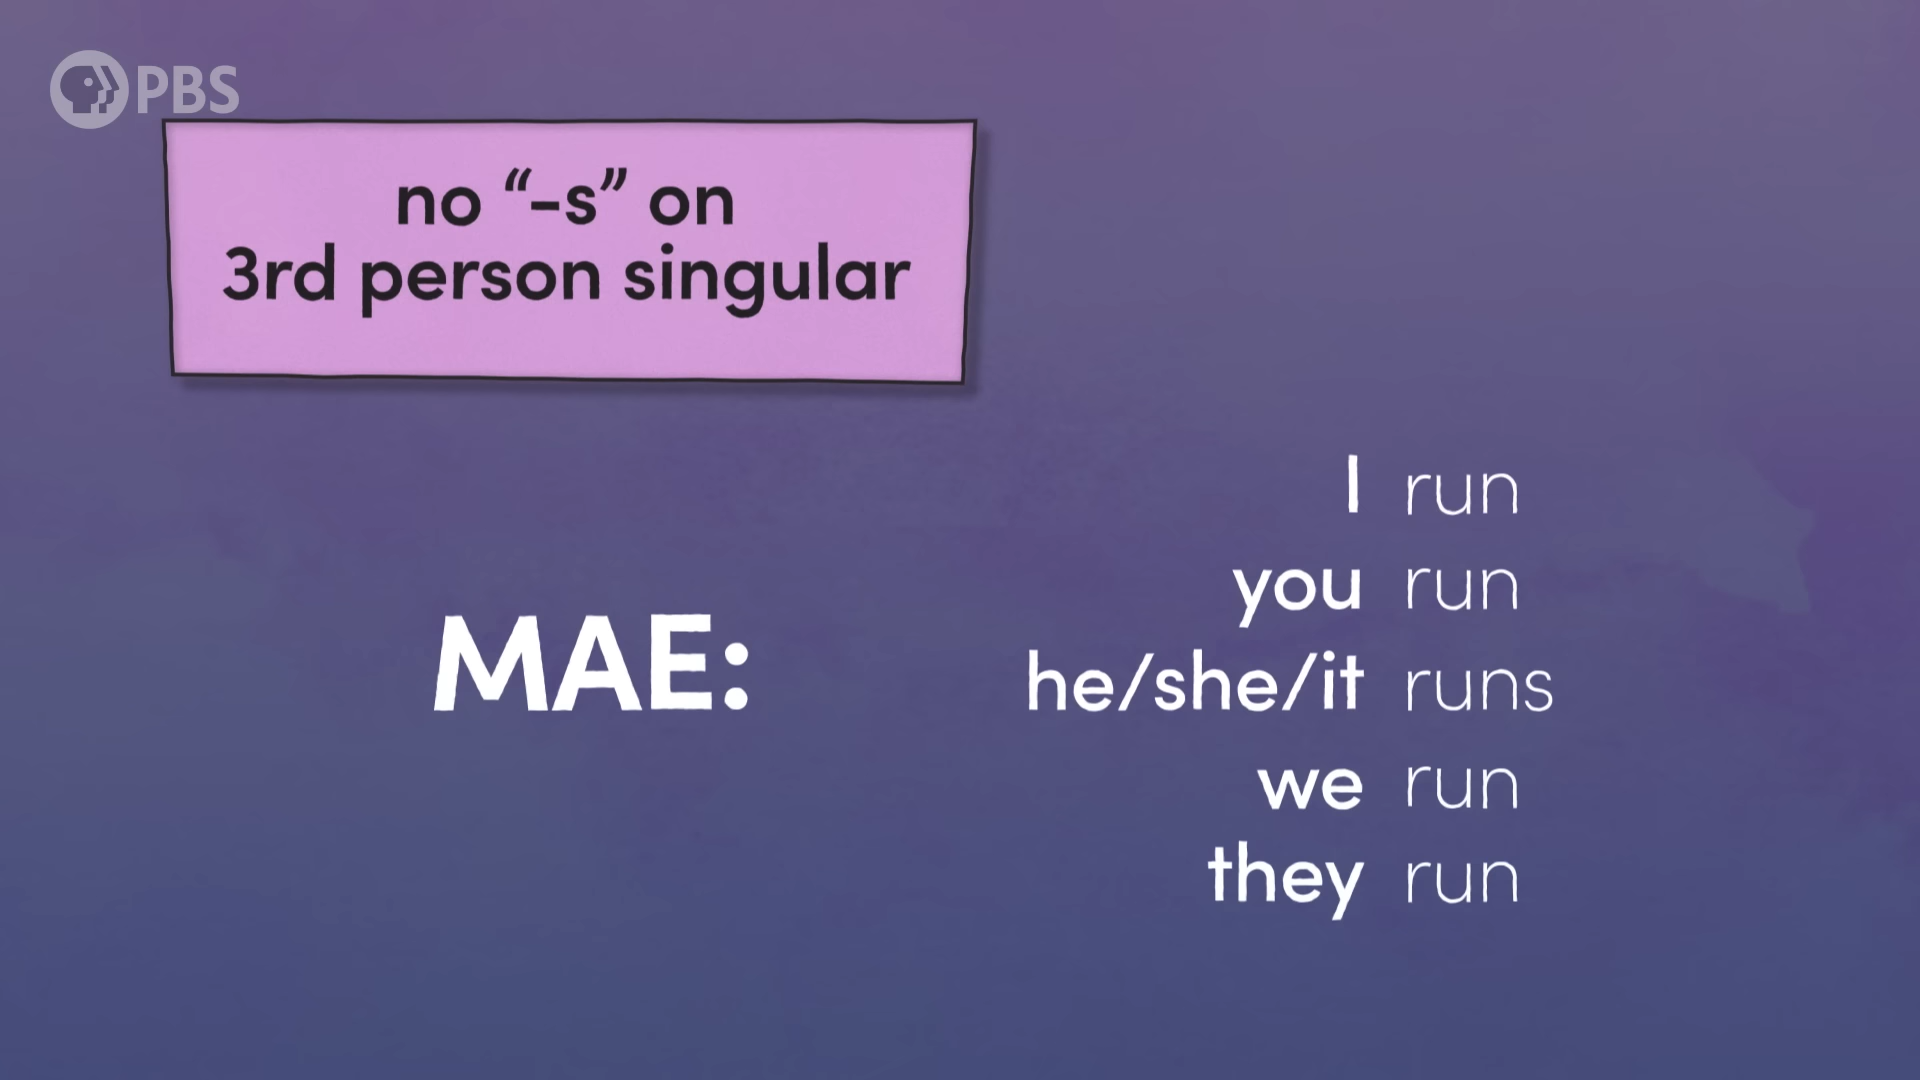 PBS
no “-s” on
3rd person singular
MAE:
I run
you run
he/she/it runs
we run
they run